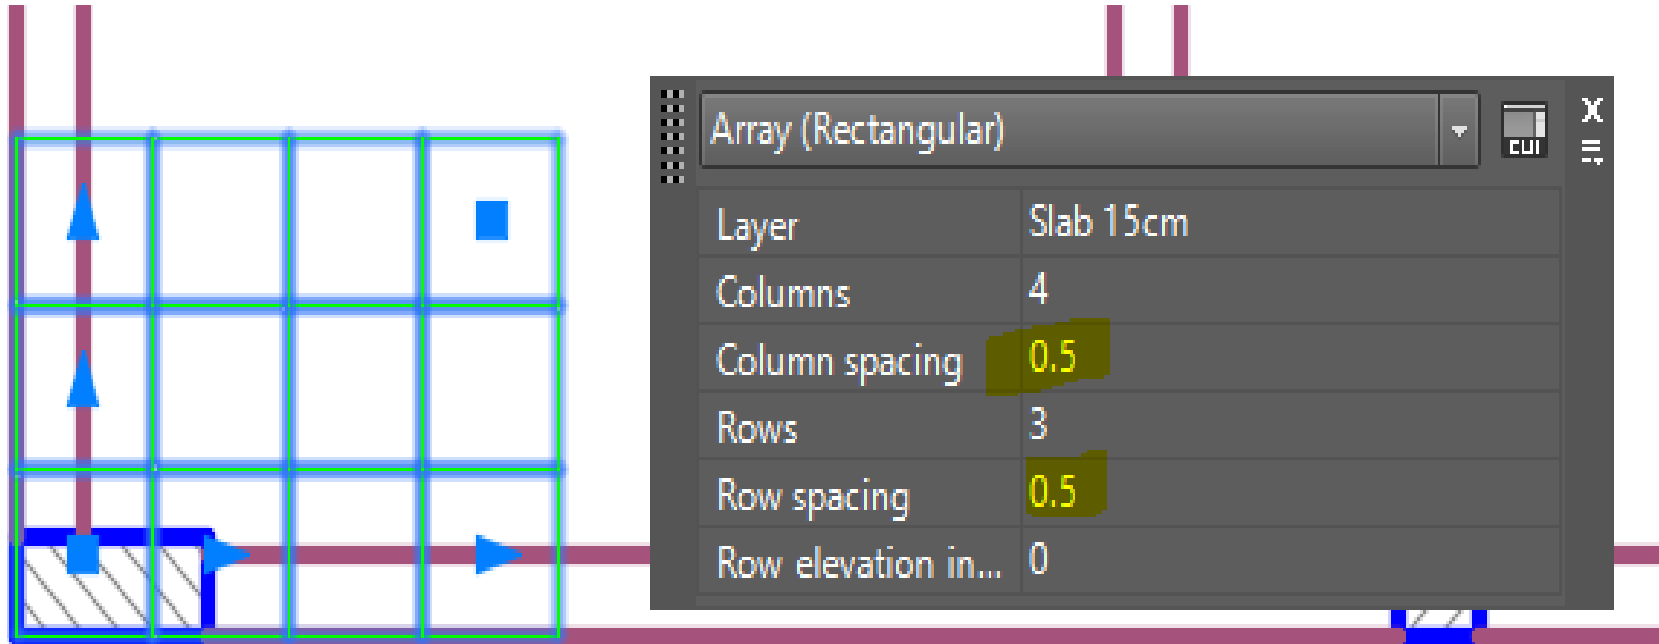 Array (Rectangular)
CUI
X
Layer Slab 15cm
Columns 4
Column spacing 0.5
Rows 3
Row spacing 0.5
Row elevation in... 0